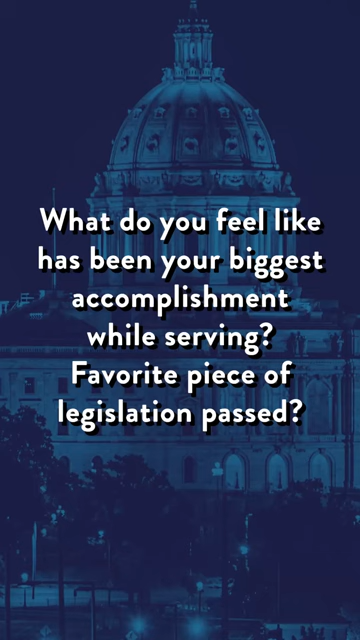 What do you feel like
has been your biggest
accomplishment
while serving?
Favorite piece of
legislation passed?